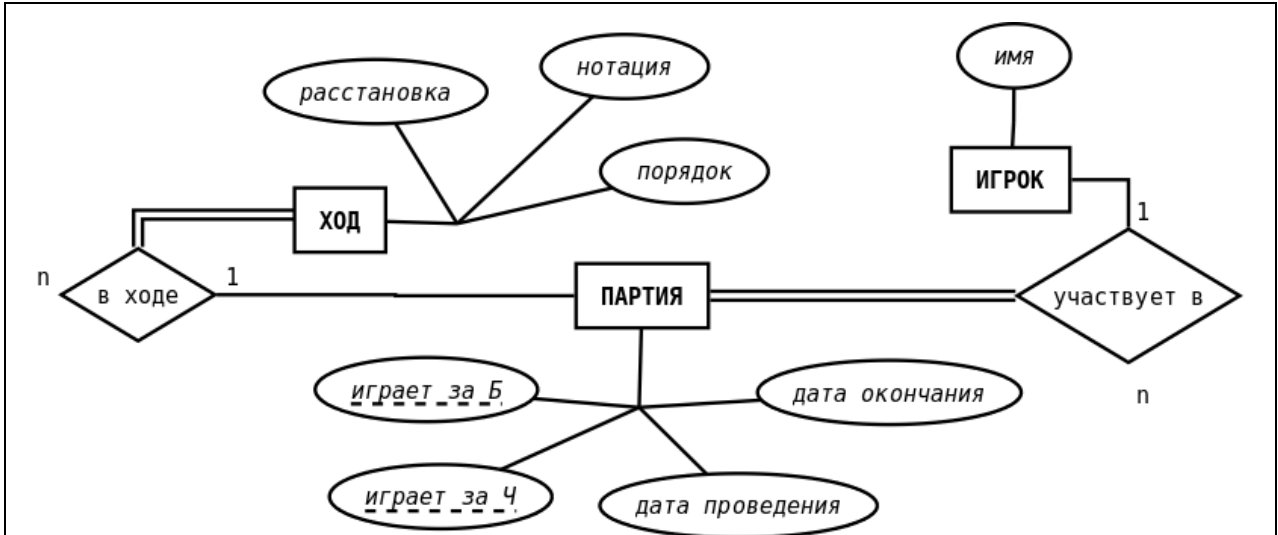 имя
нотация
расстановка
порядок
ИГРОК
ХОД
1
n
1
в ходе
ПАРТИЯ
участвует в
играет за Б
дата окончания
n
играет за Ч
дата проведения